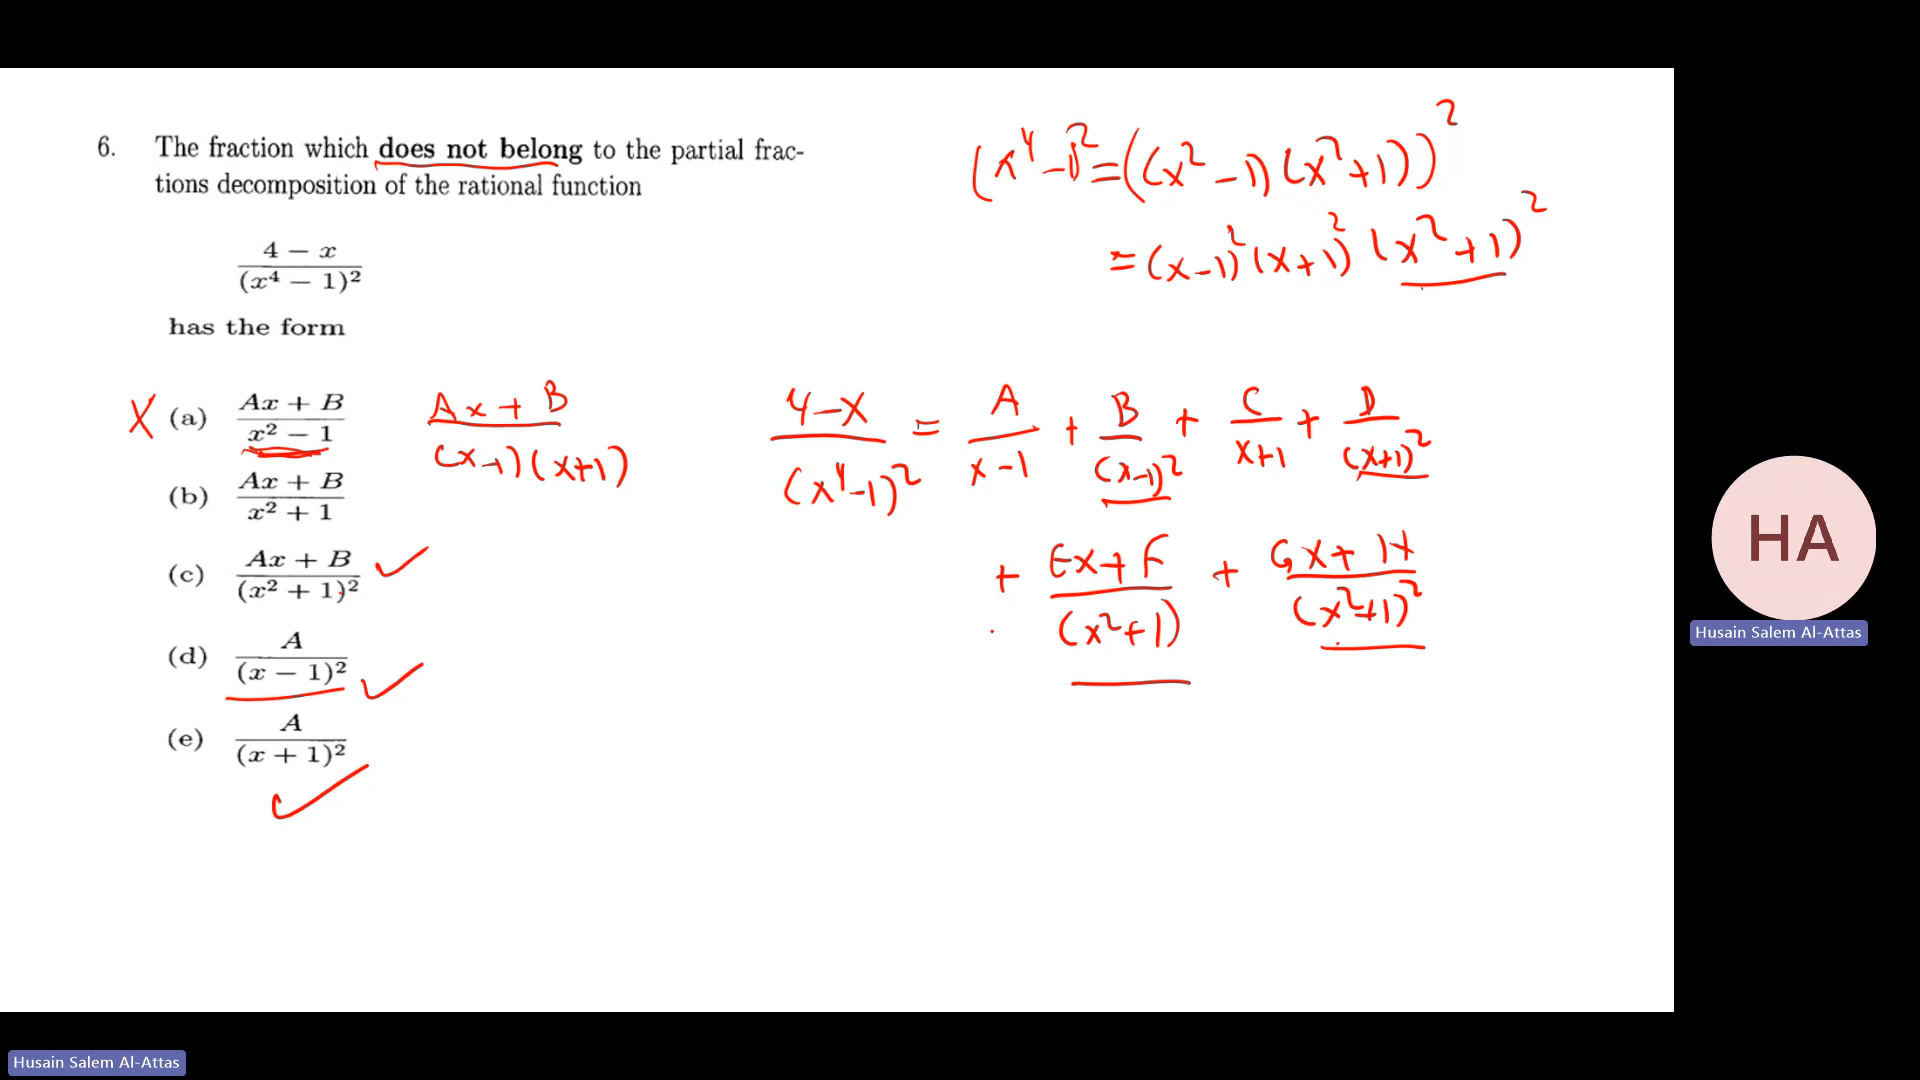 6. The fraction which does not belong to the partial frac-
tions decomposition of the rational function
4 − x
(x⁴ − 1)²
has the form
X (a) Ax + B
x² − 1
(b) Ax + B
x² + 1
(c) Ax + B ✓
(x² + 1)²
(d) A
(x − 1)² ✓
(e) A
(x + 1)²
✓
Ax + B
(x-1)(x+1)
(x⁴-1)² = ((x²-1)(x²+1))²
= (x-1)²(x+1)²(x²+1)²
4-x / (x⁴-1)² = A / x-1 + B / (x-1)² + C / x+1 + D / (x+1)²
+ Ex+F / (x²+1) + Gx+H / (x²+1)²
HA
Husain Salem Al-Attas
Husain Salem Al-Attas